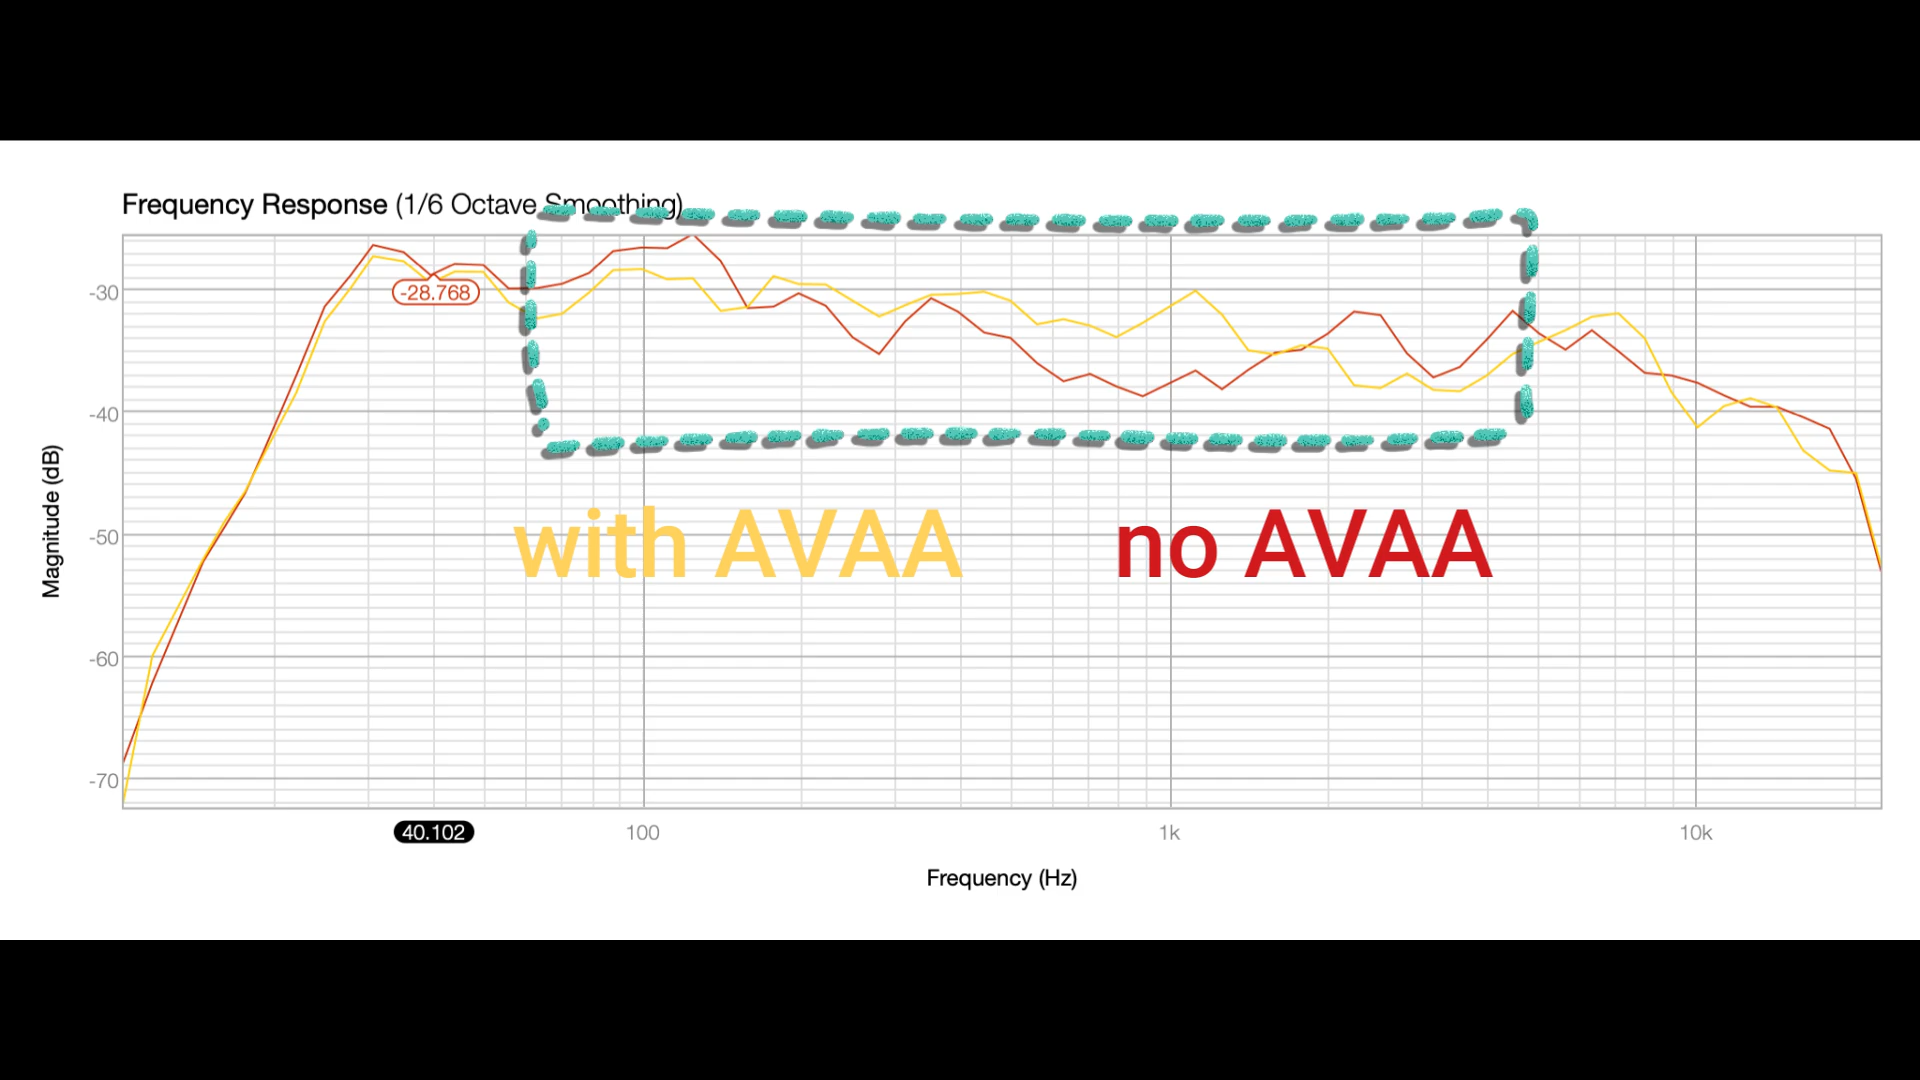 Frequency Response (1/6 Octave Smoothing)
-28.768
-30
-40
-50
-60
-70
Magnitude (dB)
with AVAA
no AVAA
40.102
100
1k
10k
Frequency (Hz)